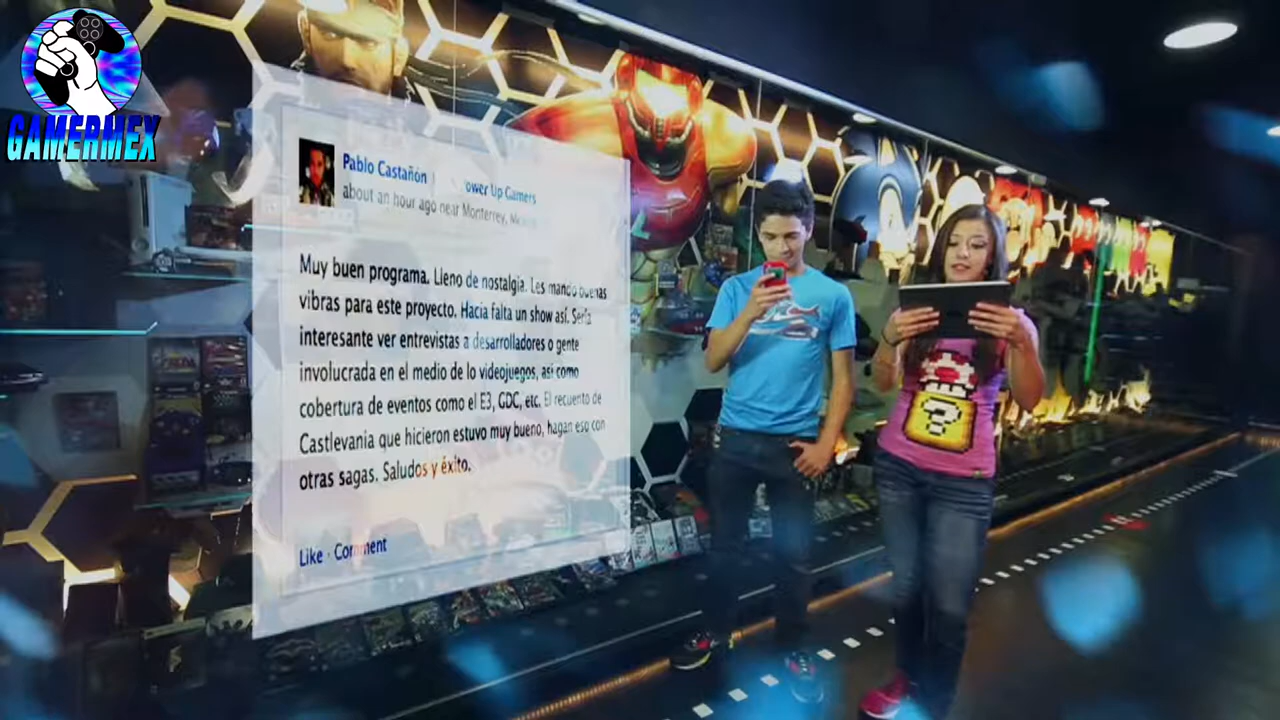 GAMERMEX
Pablo Castañón
Power Up Gamers
about an hour ago near Monterrey,
Muy buen programa. Lleno de nostalgia. Les mando buenas
vibras para este proyecto. Hacia falta un show así. Sería
interesante ver entrevistas a desarrolladores o gente
involucrada en el medio de lo videojuegos, así como
cobertura de eventos como el E3, GDC, etc. El recuento de
Castlevania que hicieron estuvo muy bueno, hagan eso con
otras sagas. Saludos y éxito.
Like · Comment
?